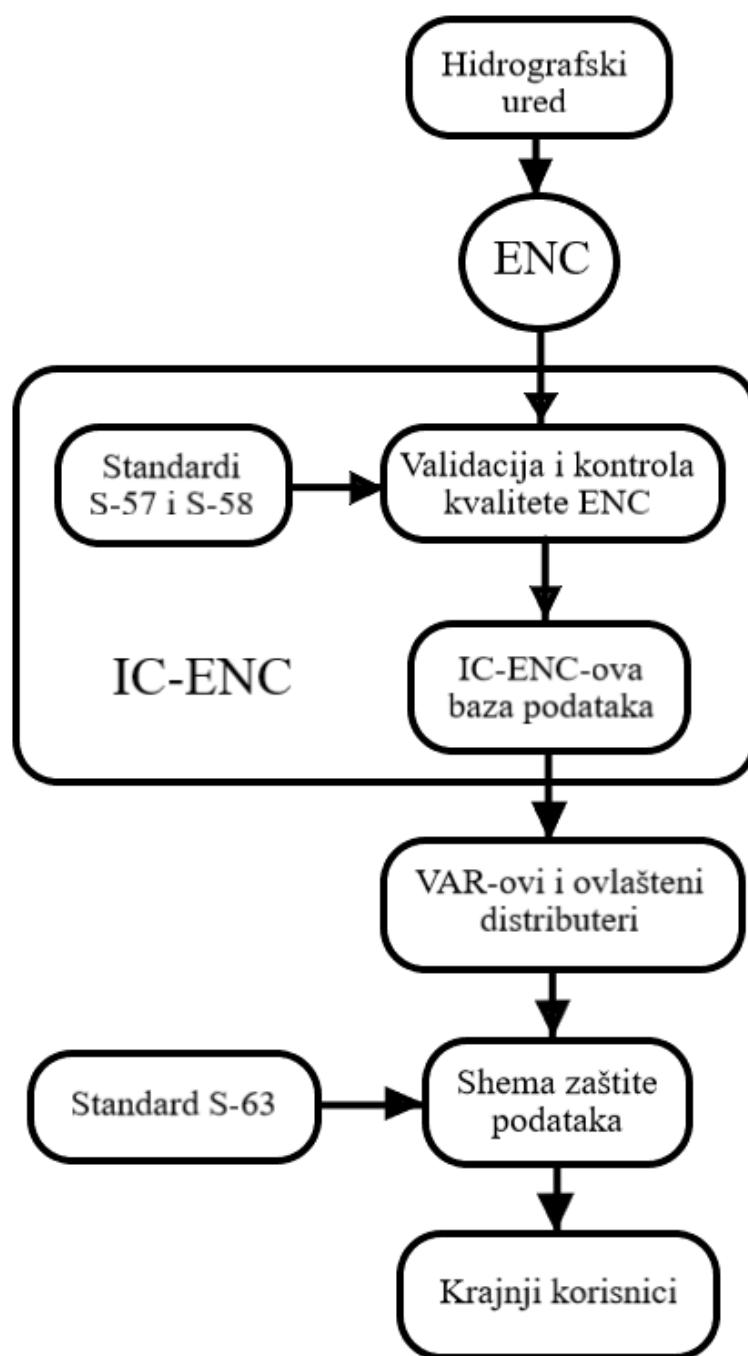 Hidrografski
ured
ENC
Standardi
S-57 i S-58
Validacija i kontrola
kvalitete ENC
IC-ENC
IC-ENC-ova
baza podataka
VAR-ovi i ovlašteni
distributeri
Standard S-63
Shema zaštite
podataka
Krajnji korisnici